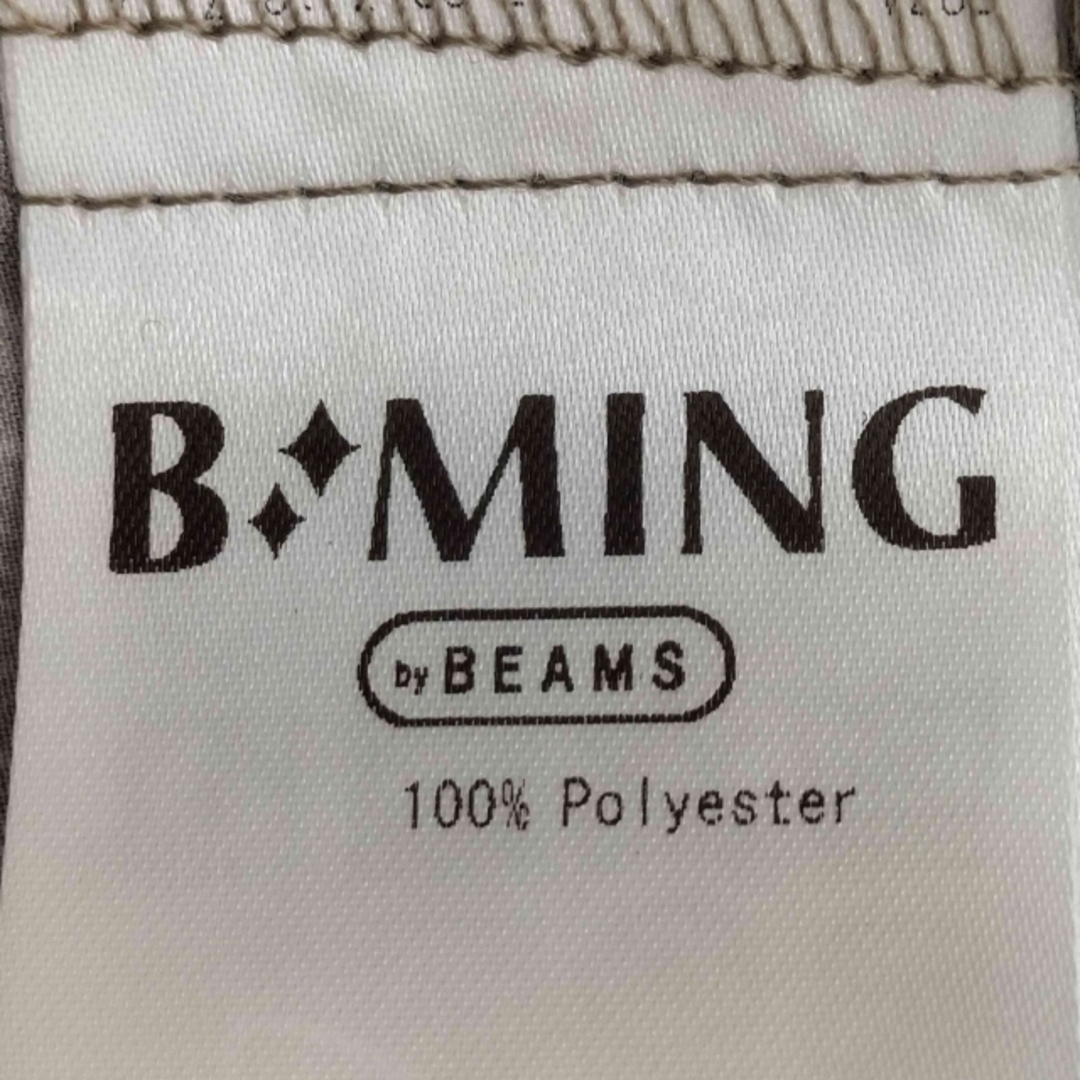 B MING
by BEAMS
100% Polyester